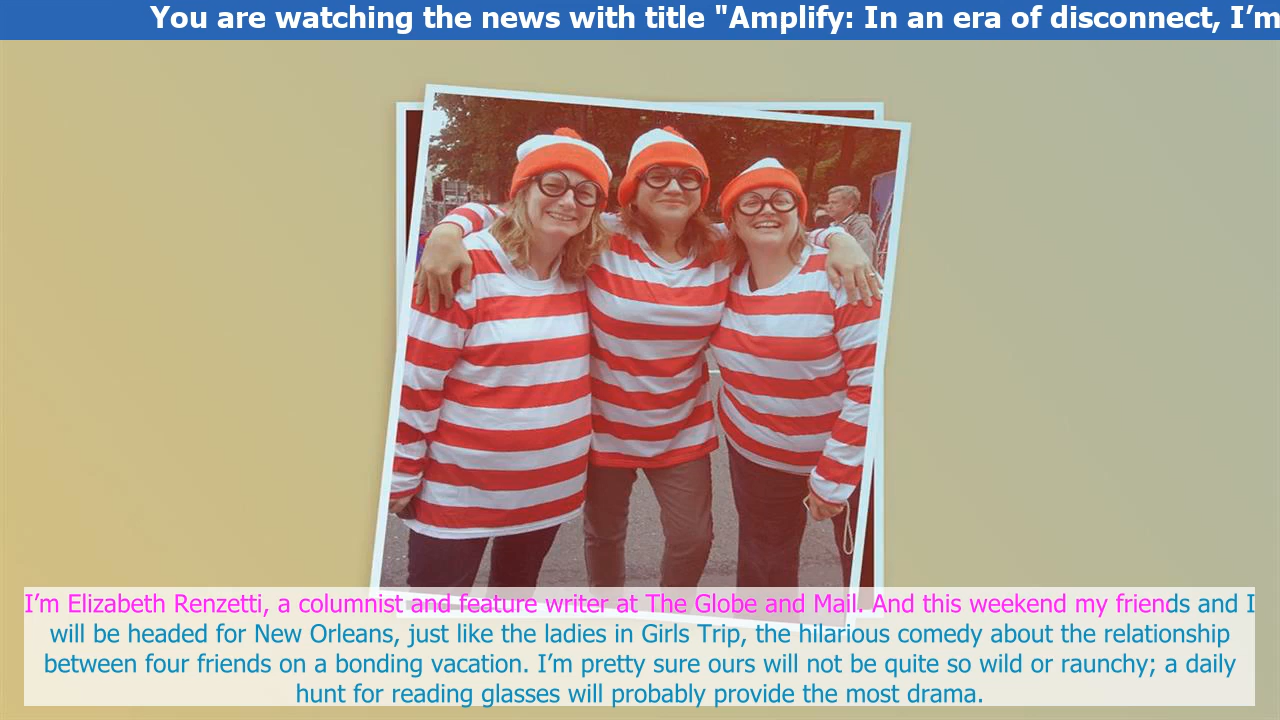 You are watching the news with title "Amplify: In an era of disconnect, I’m
I’m Elizabeth Renzetti, a columnist and feature writer at The Globe and Mail. And this weekend my friends and I
will be headed for New Orleans, just like the ladies in Girls Trip, the hilarious comedy about the relationship
between four friends on a bonding vacation. I’m pretty sure ours will not be quite so wild or raunchy; a daily
hunt for reading glasses will probably provide the most drama.